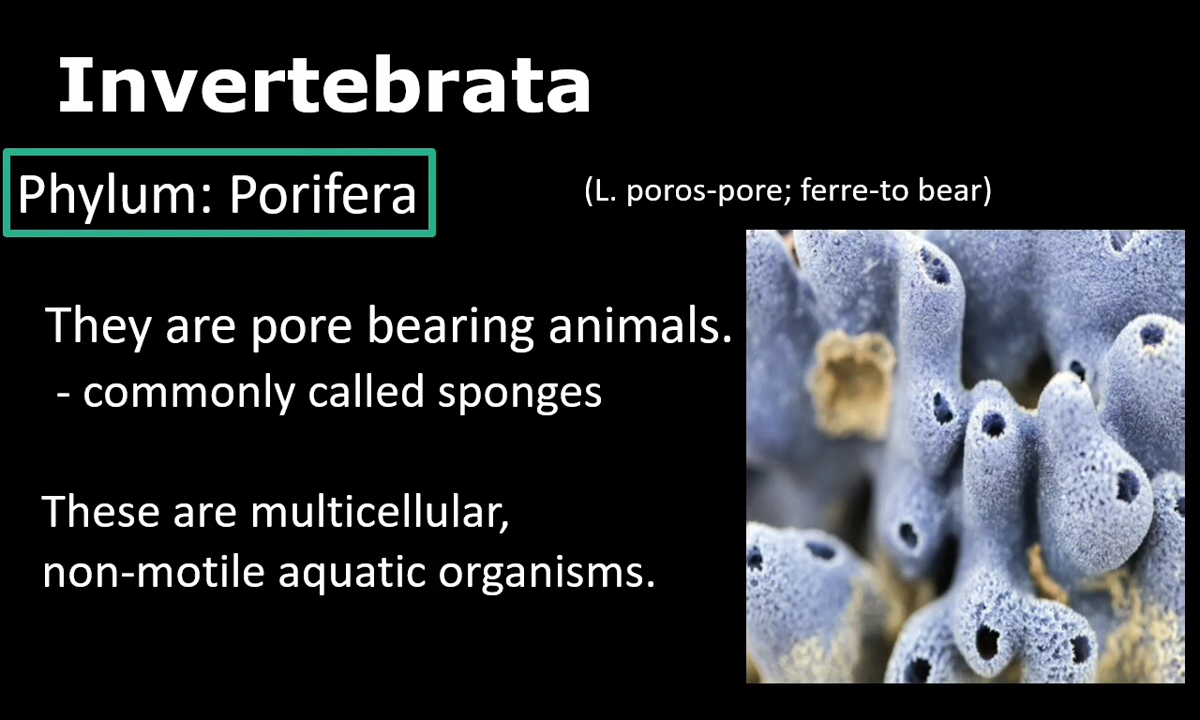 Invertebrata
Phylum: Porifera
(L. poros-pore; ferre-to bear)
They are pore bearing animals.
- commonly called sponges
These are multicellular,
non-motile aquatic organisms.